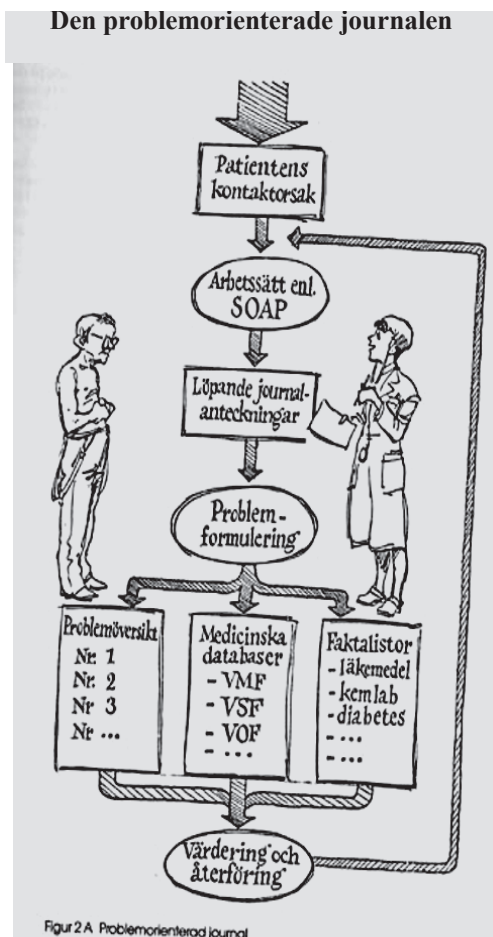 Den problemorienterade journalen
Patientens
kontaktorsak
Arbetssätt enl.
SOAP
Löpande journal-
anteckningar
Problem-
formulering
Problemöversikt
Nr. 1
Nr. 2
Nr. 3
Nr ...
Medicinska
databaser
- VMF
- VSF
- VOF
- ...
Faktalistor
- läkemedel
- kemlab
- diabetes
- ...
- ...
Värdering och
återföring
Figur 2 A Problemorienterad journal